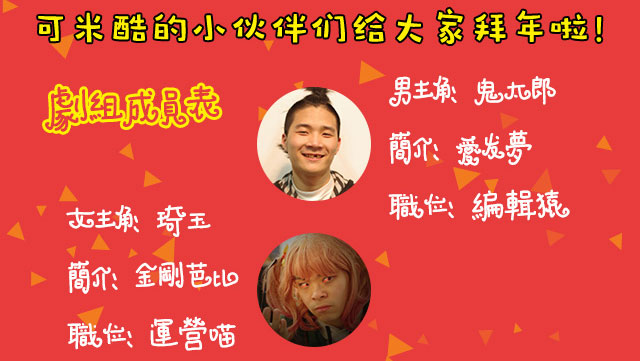 可米酷的小伙伴们给大家拜年啦!
劇組成員表
男主角: 鬼太郎
簡介: 愛发夢
職位: 編輯猿
女主角: 琦玉
簡介: 金剛芭比
職位: 運營喵